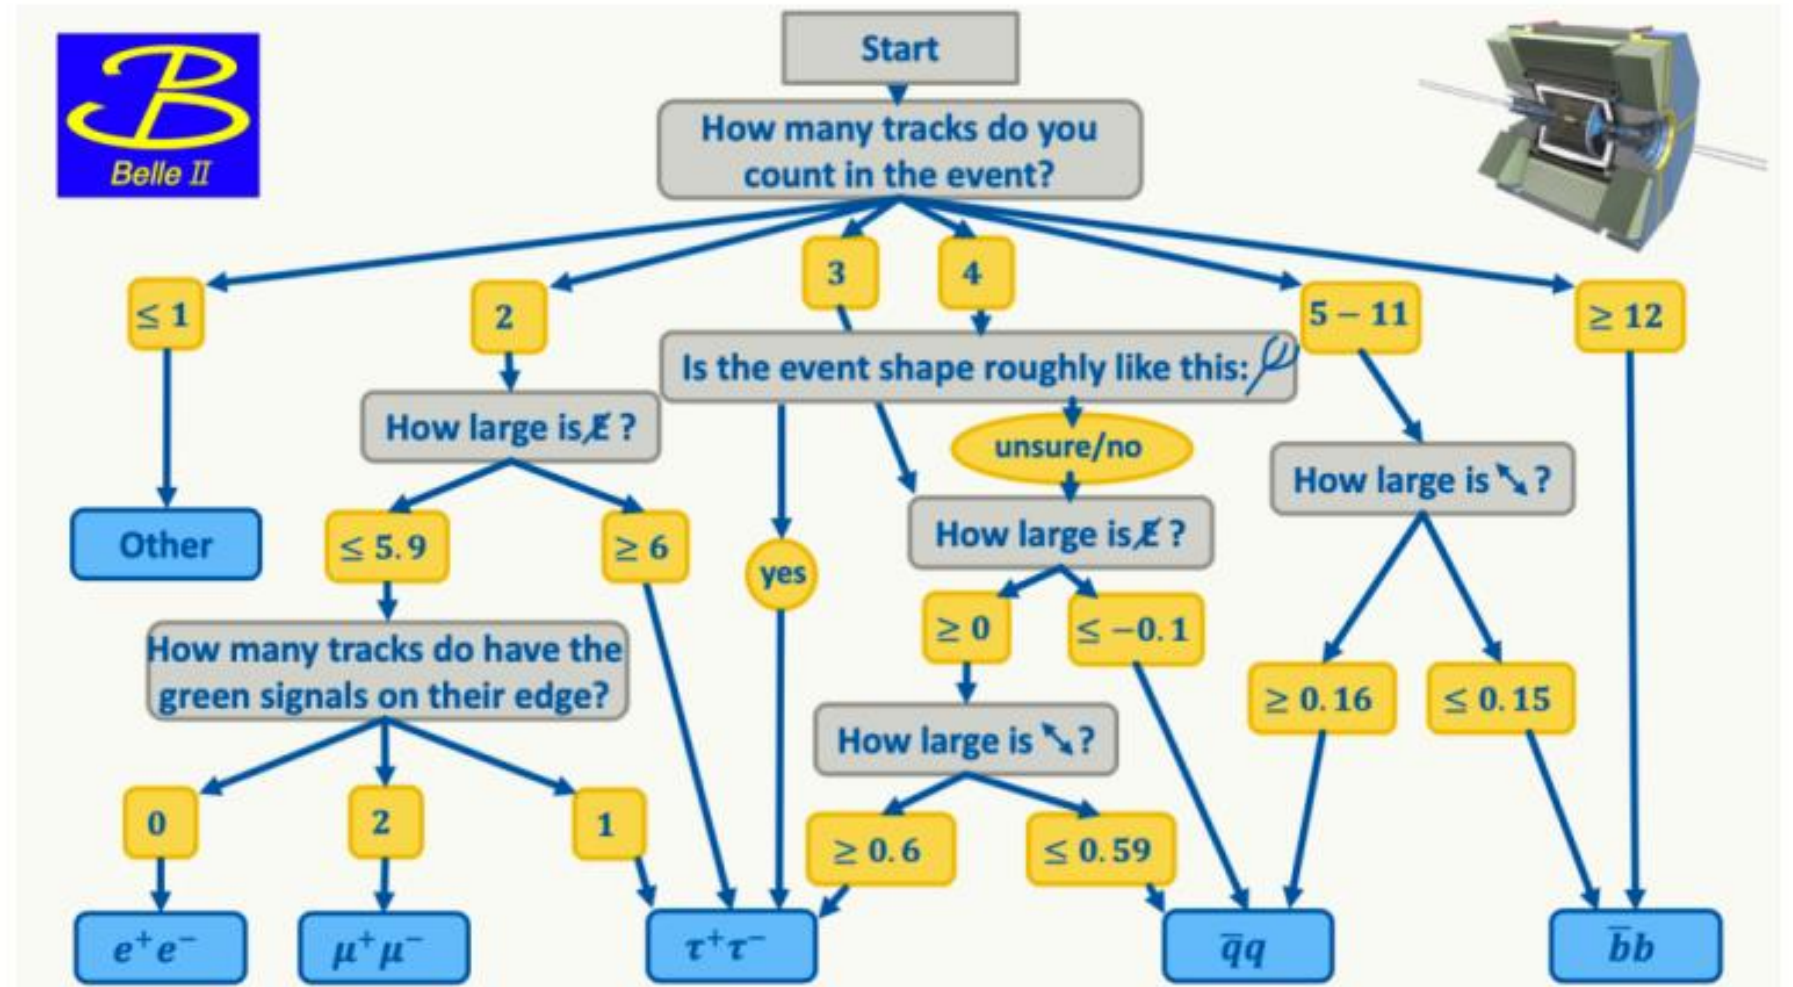 Start
Belle II
How many tracks do you
count in the event?
3
4
≤ 1
2
5 − 11
≥ 12
Is the event shape roughly like this:
How large is E̸ ?
unsure/no
How large is ⤡ ?
Other
≤ 5.9
≥ 6
yes
How large is E̸ ?
≥ 0
≤ −0.1
How many tracks do have the
green signals on their edge?
≥ 0.16
≤ 0.15
How large is ⤡ ?
0
2
1
≥ 0.6
≤ 0.59
e⁺e⁻
μ⁺μ⁻
τ⁺τ⁻
q̅q
b̅b